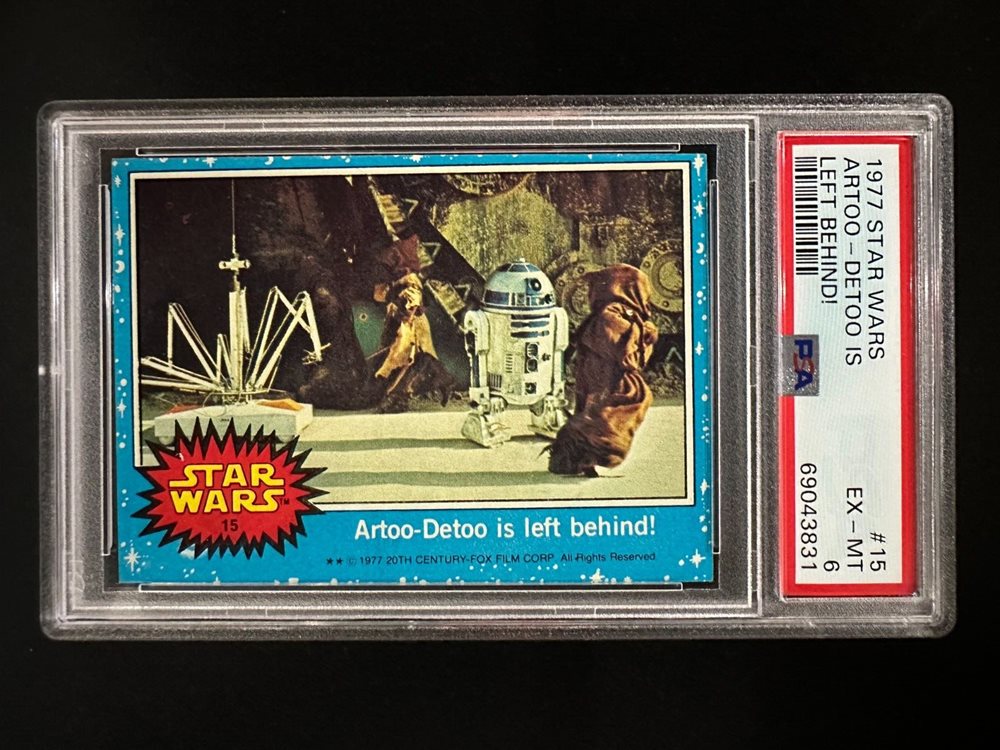 STAR
WARS™
15
Artoo-Detoo is left behind!
★★ © 1977 20TH CENTURY-FOX FILM CORP. All Rights Reserved.
1977 STAR WARS #15
ARTOO-DETOO IS EX-MT
LEFT BEHIND! 6
PSA 69043831